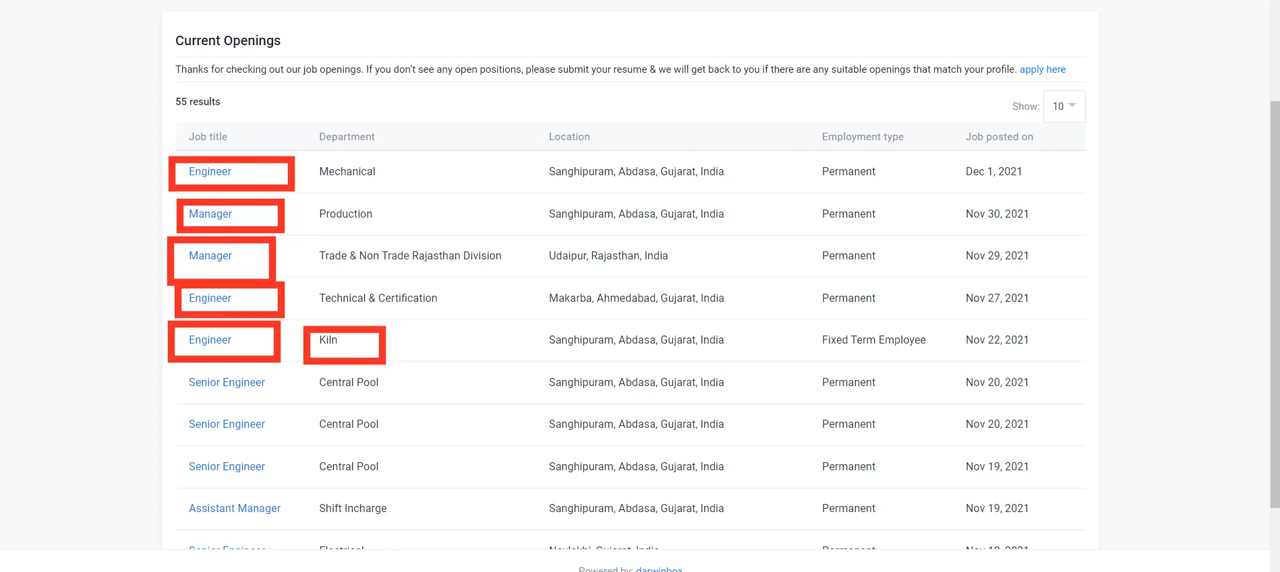 Current Openings
Thanks for checking out our job openings. If you don't see any open positions, please submit your resume & we will get back to you if there are any suitable openings that match your profile. apply here
55 results
Show: 10
Job title Department Location Employment type Job posted on
Engineer Mechanical Sanghipuram, Abdasa, Gujarat, India Permanent Dec 1, 2021
Manager Production Sanghipuram, Abdasa, Gujarat, India Permanent Nov 30, 2021
Manager Trade & Non Trade Rajasthan Division Udaipur, Rajasthan, India Permanent Nov 29, 2021
Engineer Technical & Certification Makarba, Ahmedabad, Gujarat, India Permanent Nov 27, 2021
Engineer Kiln Sanghipuram, Abdasa, Gujarat, India Fixed Term Employee Nov 22, 2021
Senior Engineer Central Pool Sanghipuram, Abdasa, Gujarat, India Permanent Nov 20, 2021
Senior Engineer Central Pool Sanghipuram, Abdasa, Gujarat, India Permanent Nov 20, 2021
Senior Engineer Central Pool Sanghipuram, Abdasa, Gujarat, India Permanent Nov 19, 2021
Assistant Manager Shift Incharge Sanghipuram, Abdasa, Gujarat, India Permanent Nov 19, 2021
Senior Engineer Electrical Gujarat, India Permanent
Powered by: darwinbox